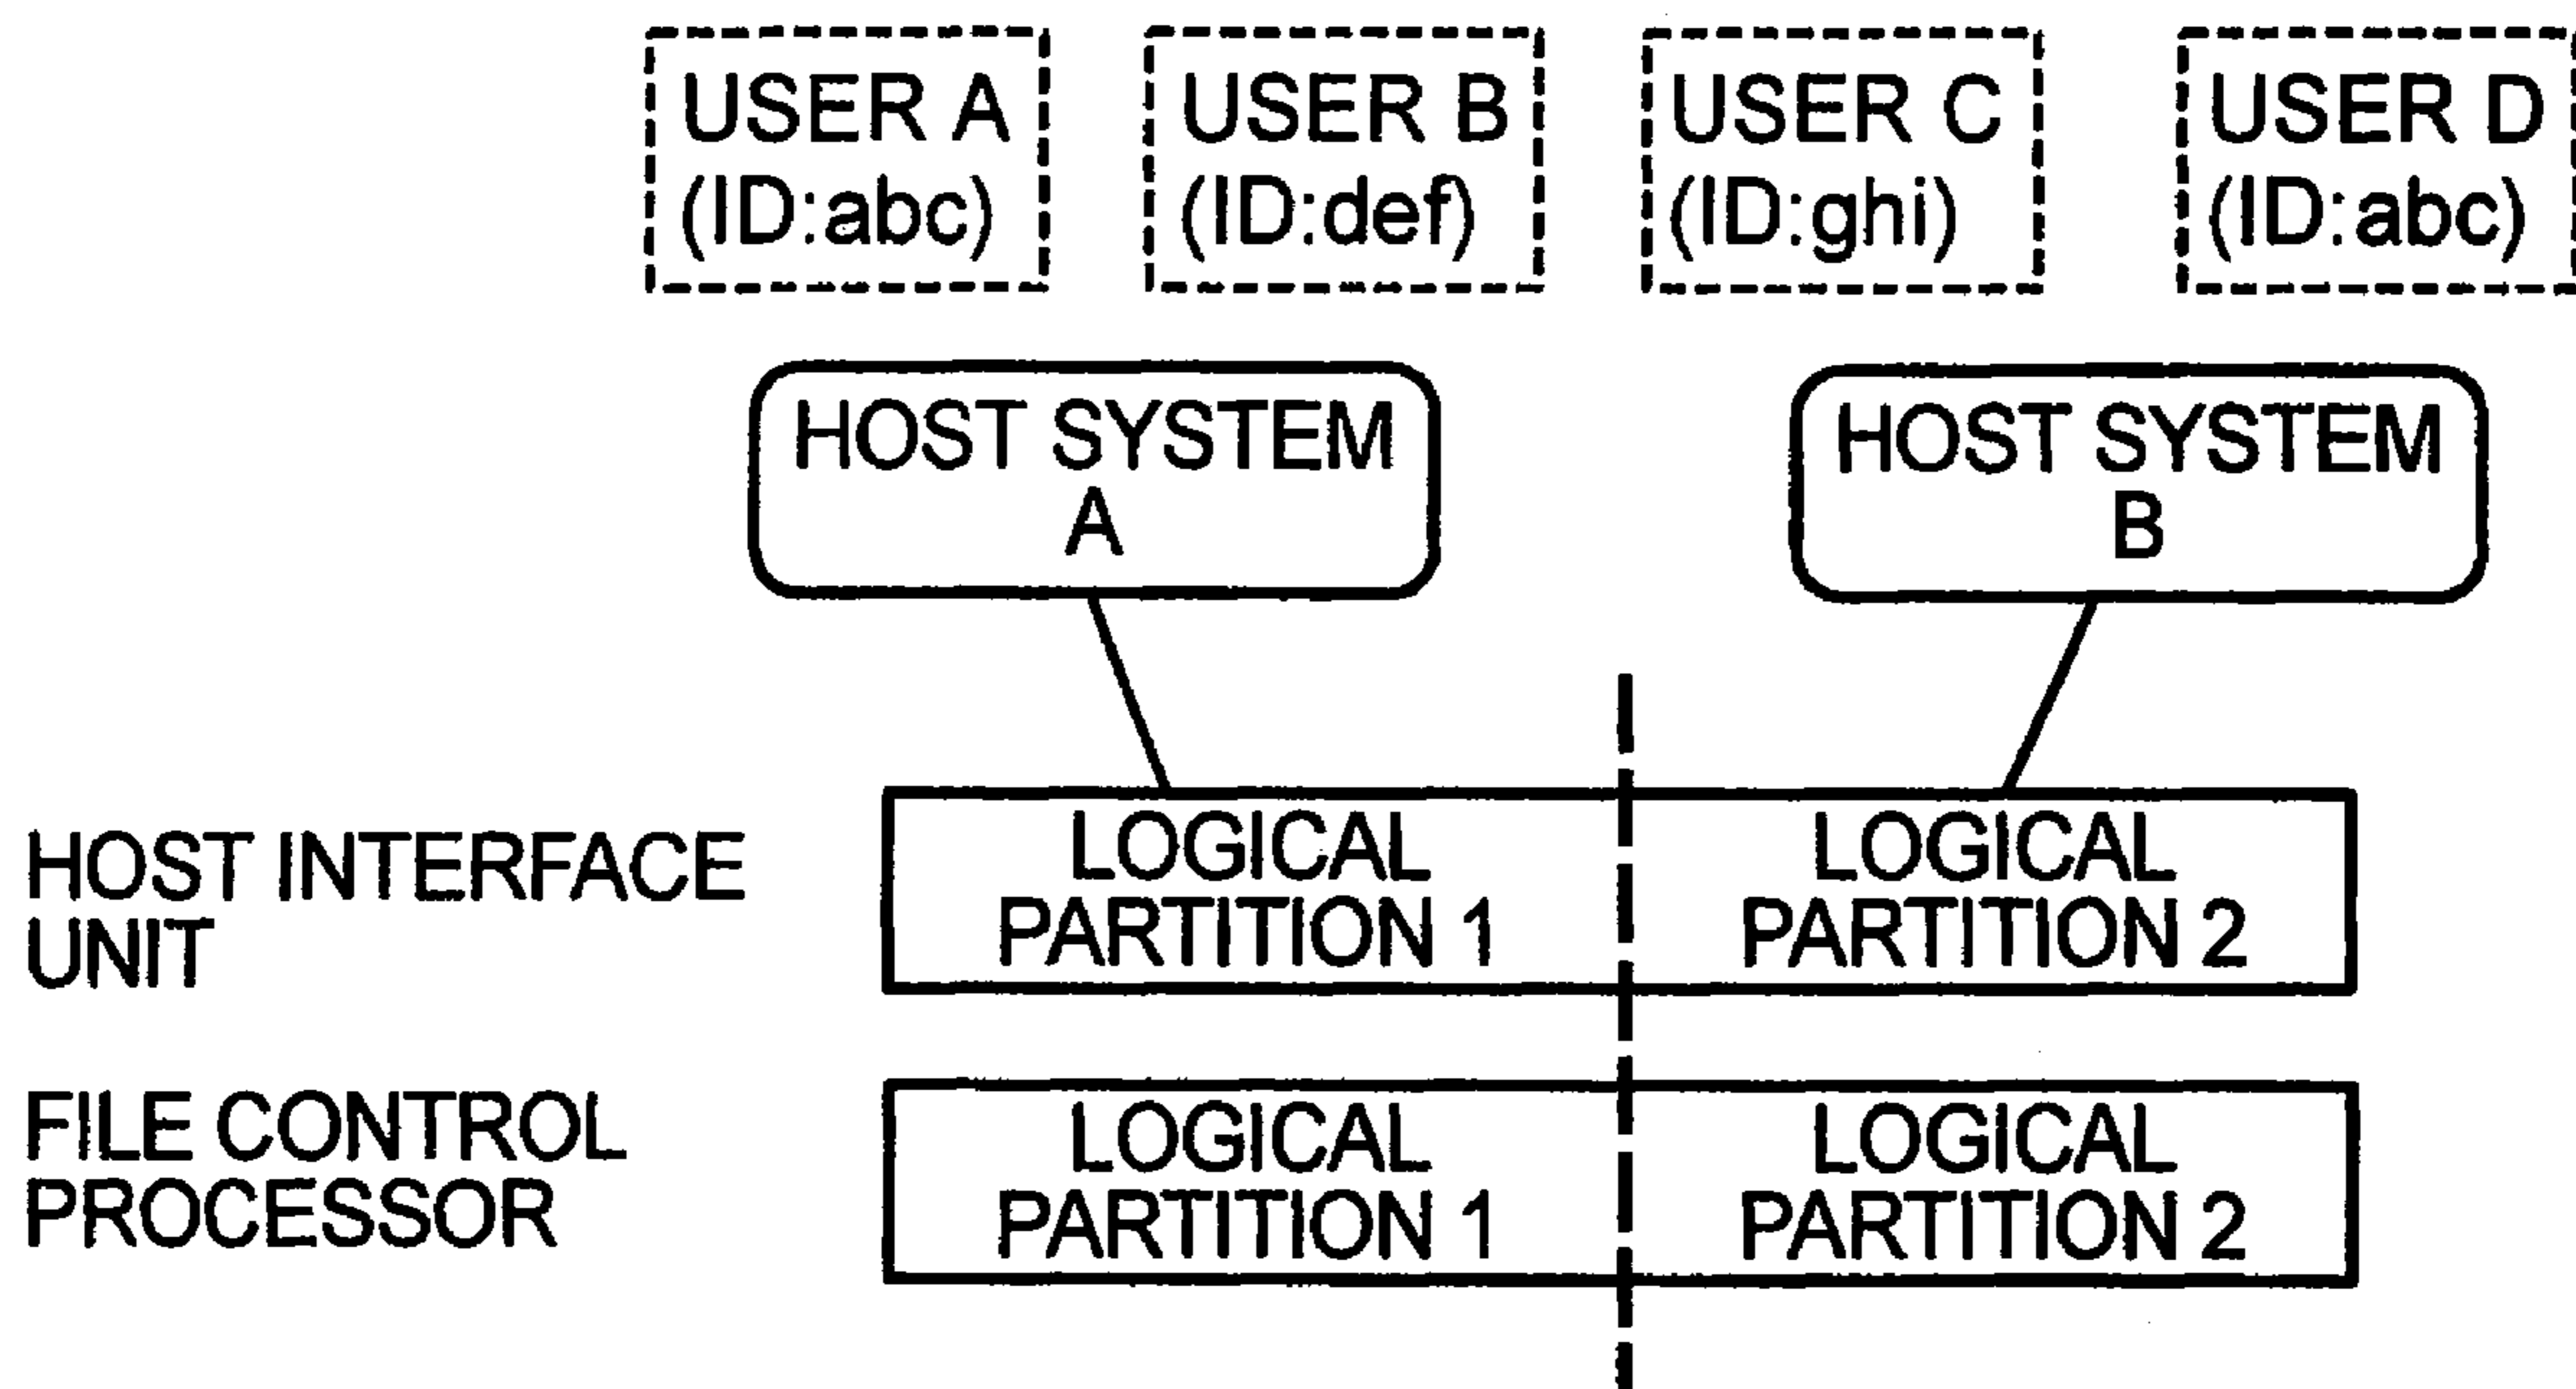 USER A
(ID:abc)
USER B
(ID:def)
USER C
(ID:ghi)
USER D
(ID:abc)
HOST SYSTEM
A
HOST SYSTEM
B
HOST INTERFACE
UNIT
LOGICAL
PARTITION 1
LOGICAL
PARTITION 2
FILE CONTROL
PROCESSOR
LOGICAL
PARTITION 1
LOGICAL
PARTITION 2